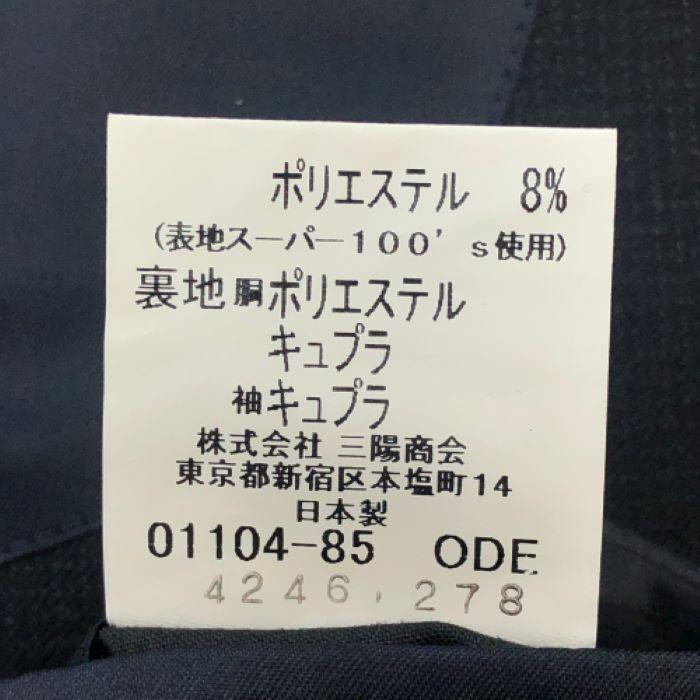 ポリエステル 8%
(表地スーパー100's使用)
裏地 胴ポリエステル
キュプラ
袖キュプラ
株式会社 三陽商会
東京都新宿区本塩町14
日本製
01104-85 ODE
4246,278